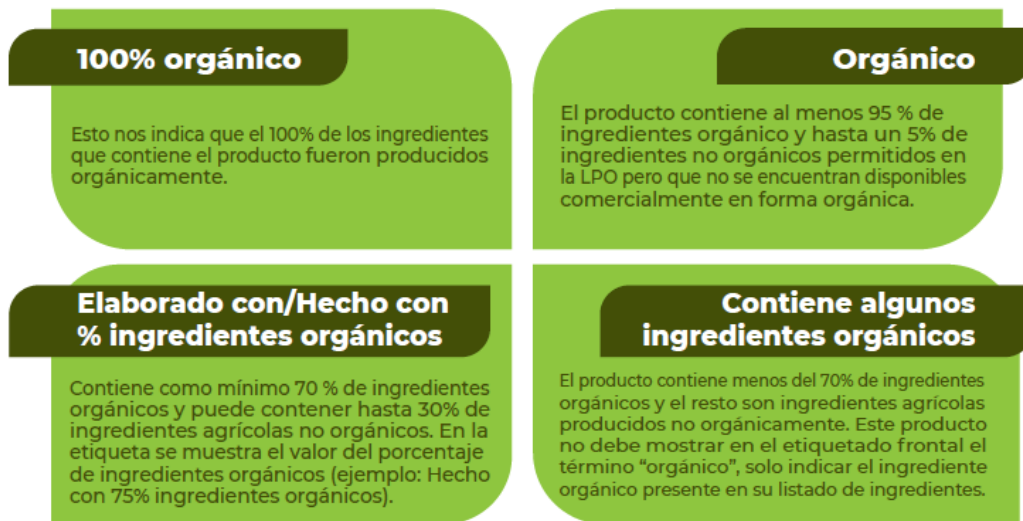 100% orgánico
Esto nos indica que el 100% de los ingredientes
que contiene el producto fueron producidos
orgánicamente.
Orgánico
El producto contiene al menos 95 % de
ingredientes orgánico y hasta un 5% de
ingredientes no orgánicos permitidos en
la LPO pero que no se encuentran disponibles
comercialmente en forma orgánica.
Elaborado con/Hecho con
% ingredientes orgánicos
Contiene como mínimo 70 % de ingredientes
orgánicos y puede contener hasta 30% de
ingredientes agrícolas no orgánicos. En la
etiqueta se muestra el valor del porcentaje
de ingredientes orgánicos (ejemplo: Hecho
con 75% ingredientes orgánicos).
Contiene algunos
ingredientes orgánicos
El producto contiene menos del 70% de ingredientes
orgánicos y el resto son ingredientes agrícolas
producidos no orgánicamente. Este producto
no debe mostrar en el etiquetado frontal el
término “orgánico”, solo indicar el ingrediente
orgánico presente en su listado de ingredientes.